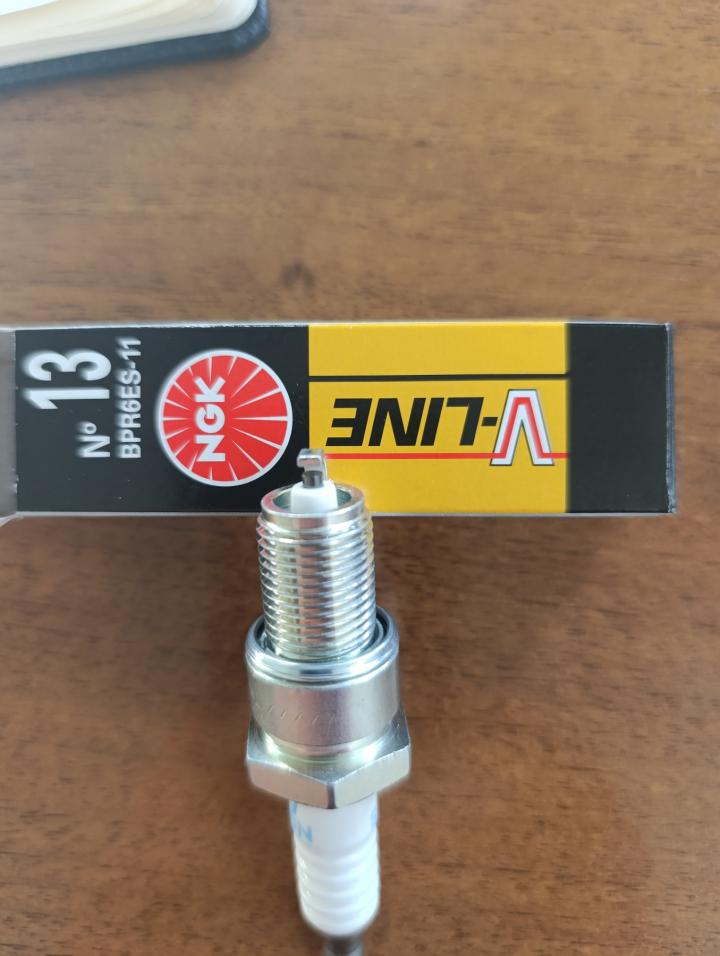 Nº 13
BPR6ES-11
NGK
V-LINE